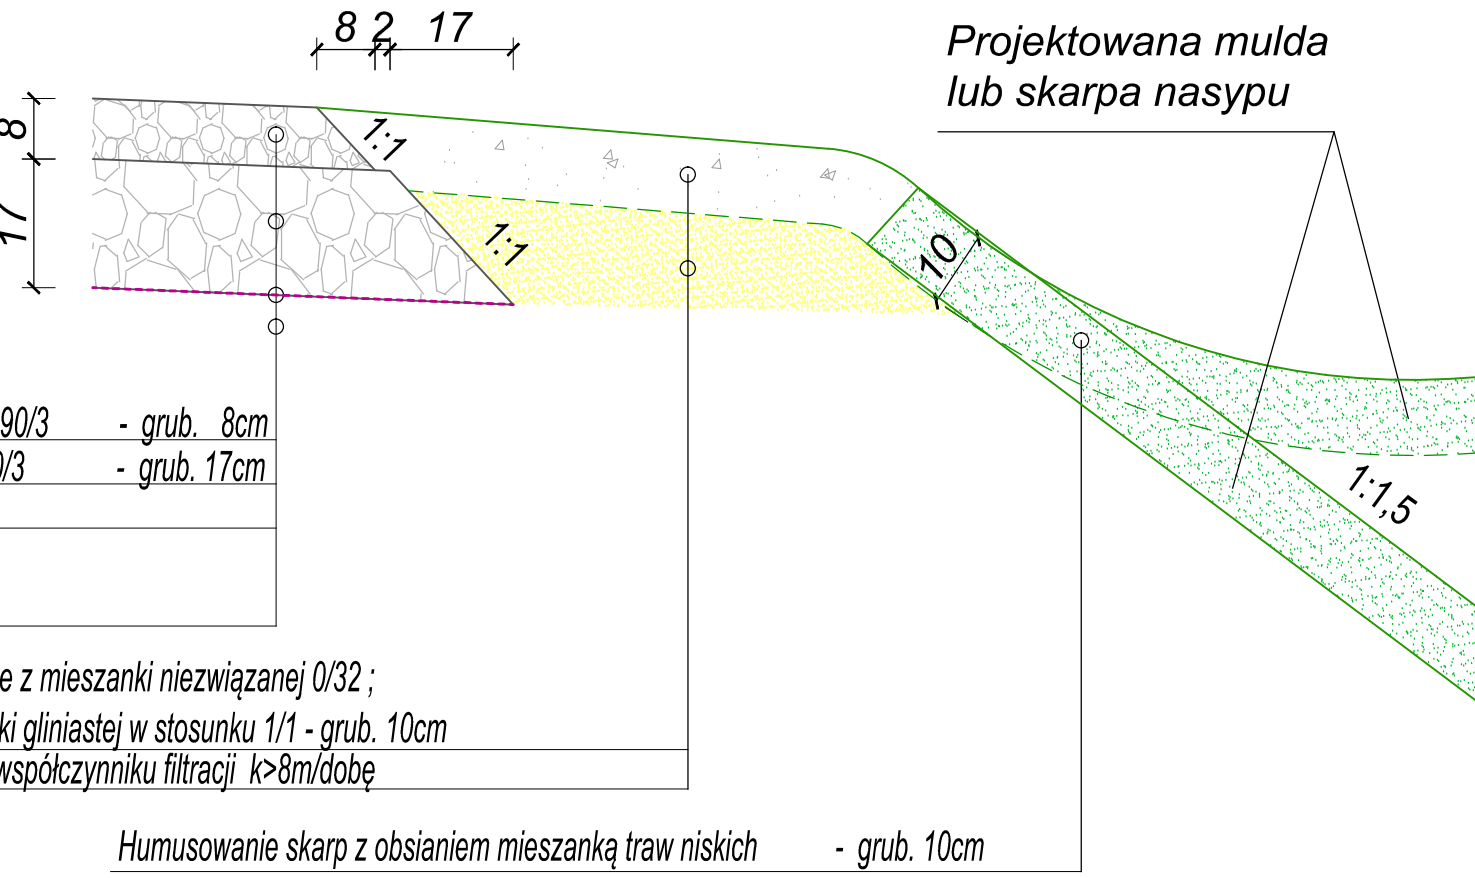 8 2 17
Projektowana mulda
lub skarpa nasypu
8
17
1:1
1:1
10
1:1,5
90/3 - grub. 8cm
0/3 - grub. 17cm
e z mieszanki niezwiązanej 0/32 ;
ki gliniastej w stosunku 1/1 - grub. 10cm
współczynniku filtracji k>8m/dobę
Humusowanie skarp z obsianiem mieszanką traw niskich - grub. 10cm